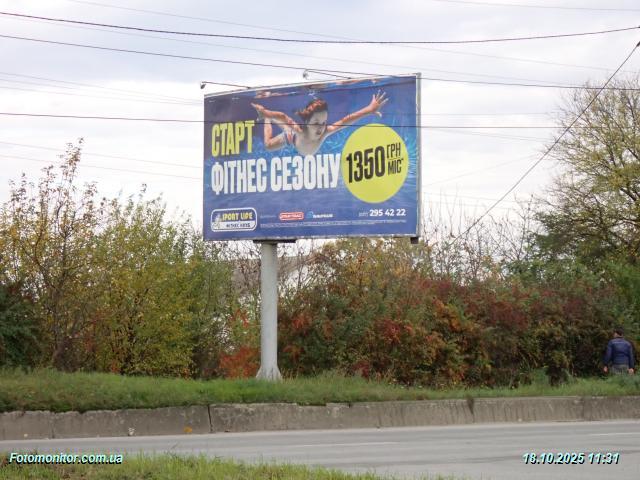 СТАРТ
ФІТНЕС СЕЗОНУ
1350 ГРН
МІС*
SPORT LIFE
ФІТНЕС КЛУБ
295 42 22
Fotomonitor.com.ua
18.10.2025 11:31